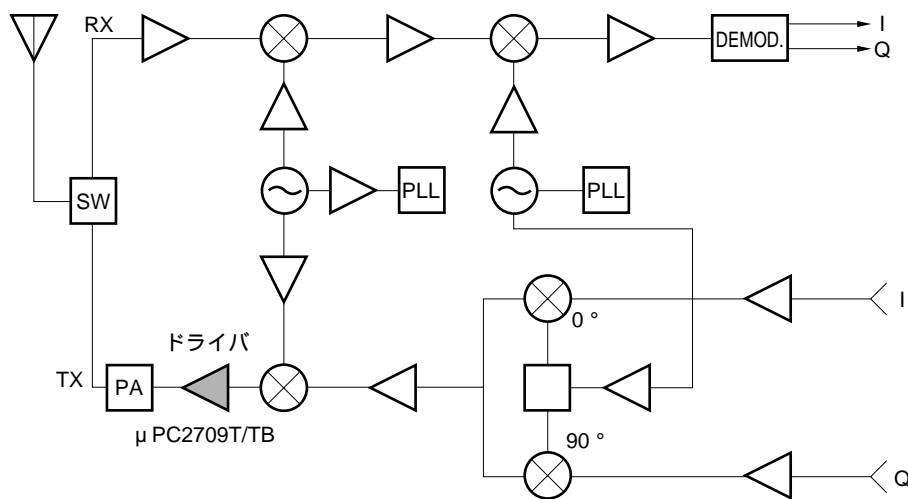 RX
I
DEMOD.
Q
SW
PLL
PLL
I
0 °
ドライバ
TX
PA
μ PC2709T/TB
90 °
Q